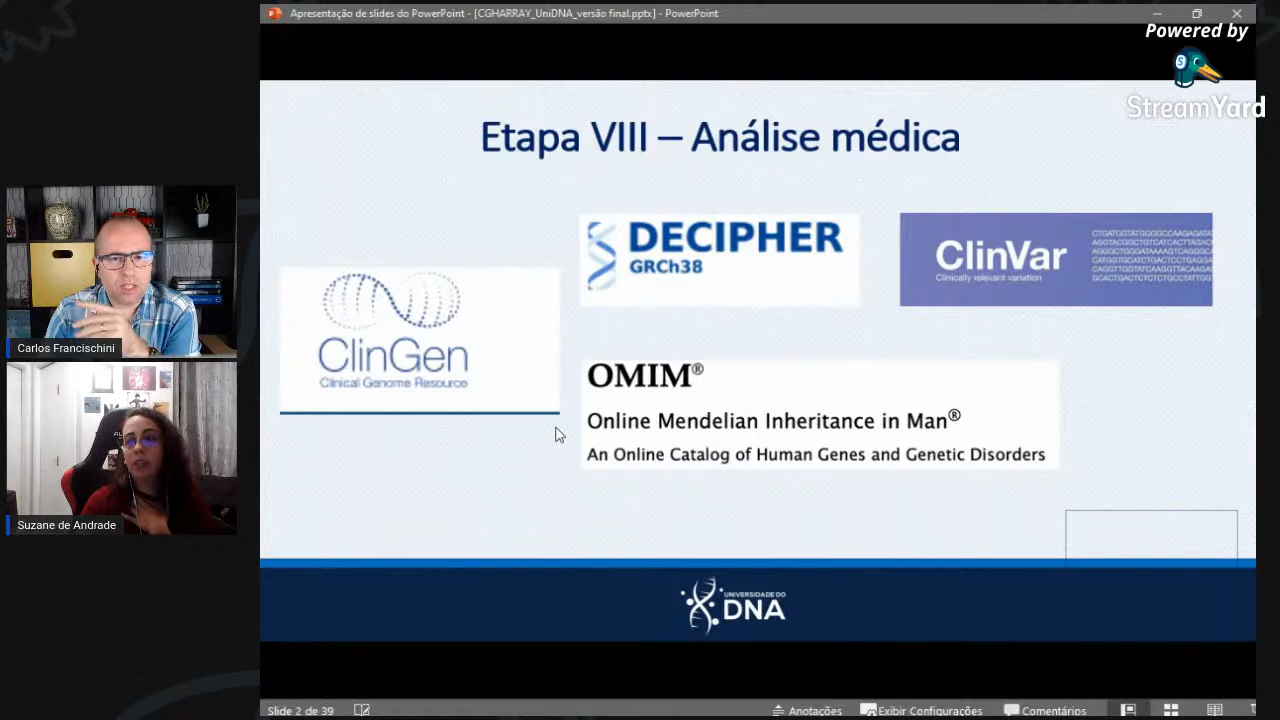 Apresentação de slides do PowerPoint - [CGHARRAY_UniDNA_versão final.pptx] - PowerPoint
Powered by
StreamYard
Etapa VIII – Análise médica
DECIPHER
GRCh38
ClinVar
Clinically relevant variation
ClinGen
Clinical Genome Resource
OMIM®
Online Mendelian Inheritance in Man®
An Online Catalog of Human Genes and Genetic Disorders
Carlos Francischini
Suzane de Andrade
UNIVERSIDADE DO
DNA
Slide 2 de 39
Anotações
Exibir Configurações
Comentários